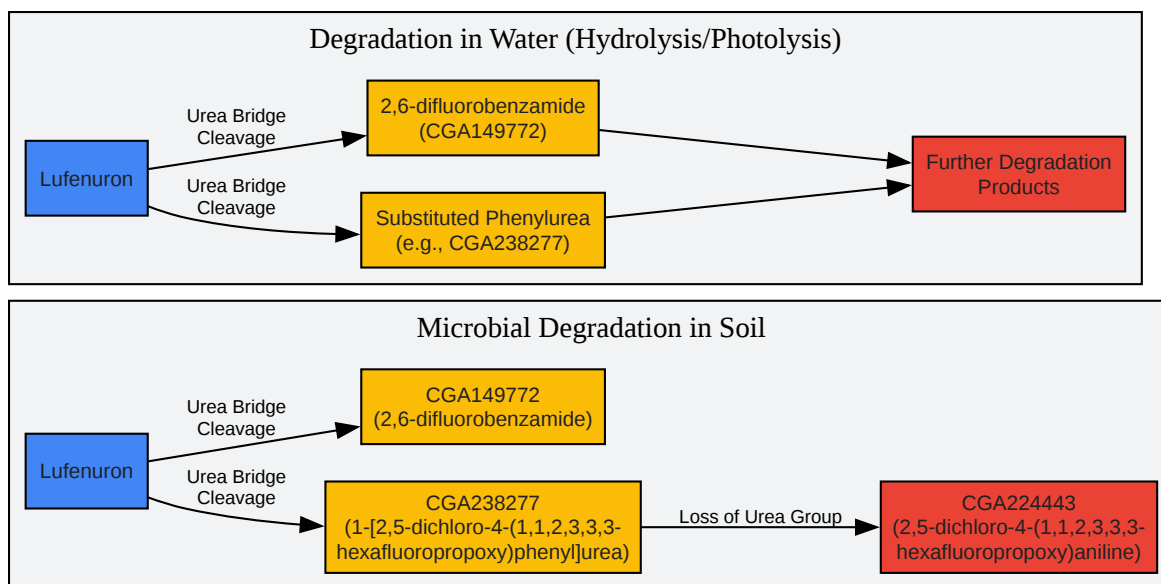 Degradation in Water (Hydrolysis/Photolysis)
Urea Bridge
Cleavage
2,6-difluorobenzamide
(CGA149772)
Lufenuron
Urea Bridge
Cleavage
Substituted Phenylurea
(e.g., CGA238277)
Further Degradation
Products
Microbial Degradation in Soil
Urea Bridge
Cleavage
CGA149772
(2,6-difluorobenzamide)
Lufenuron
Urea Bridge
Cleavage
CGA238277
(1-[2,5-dichloro-4-(1,1,2,3,3,3-
hexafluoropropoxy)phenyl]urea)
Loss of Urea Group
CGA224443
(2,5-dichloro-4-(1,1,2,3,3,3-
hexafluoropropoxy)aniline)